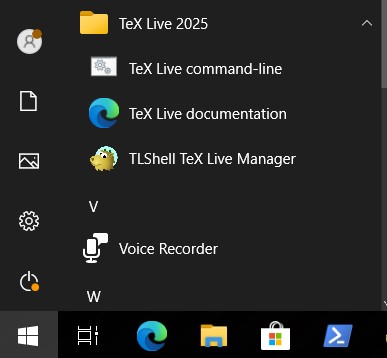 TeX Live 2025
TeX Live command-line
TeX Live documentation
TLShell TeX Live Manager
V
Voice Recorder
W